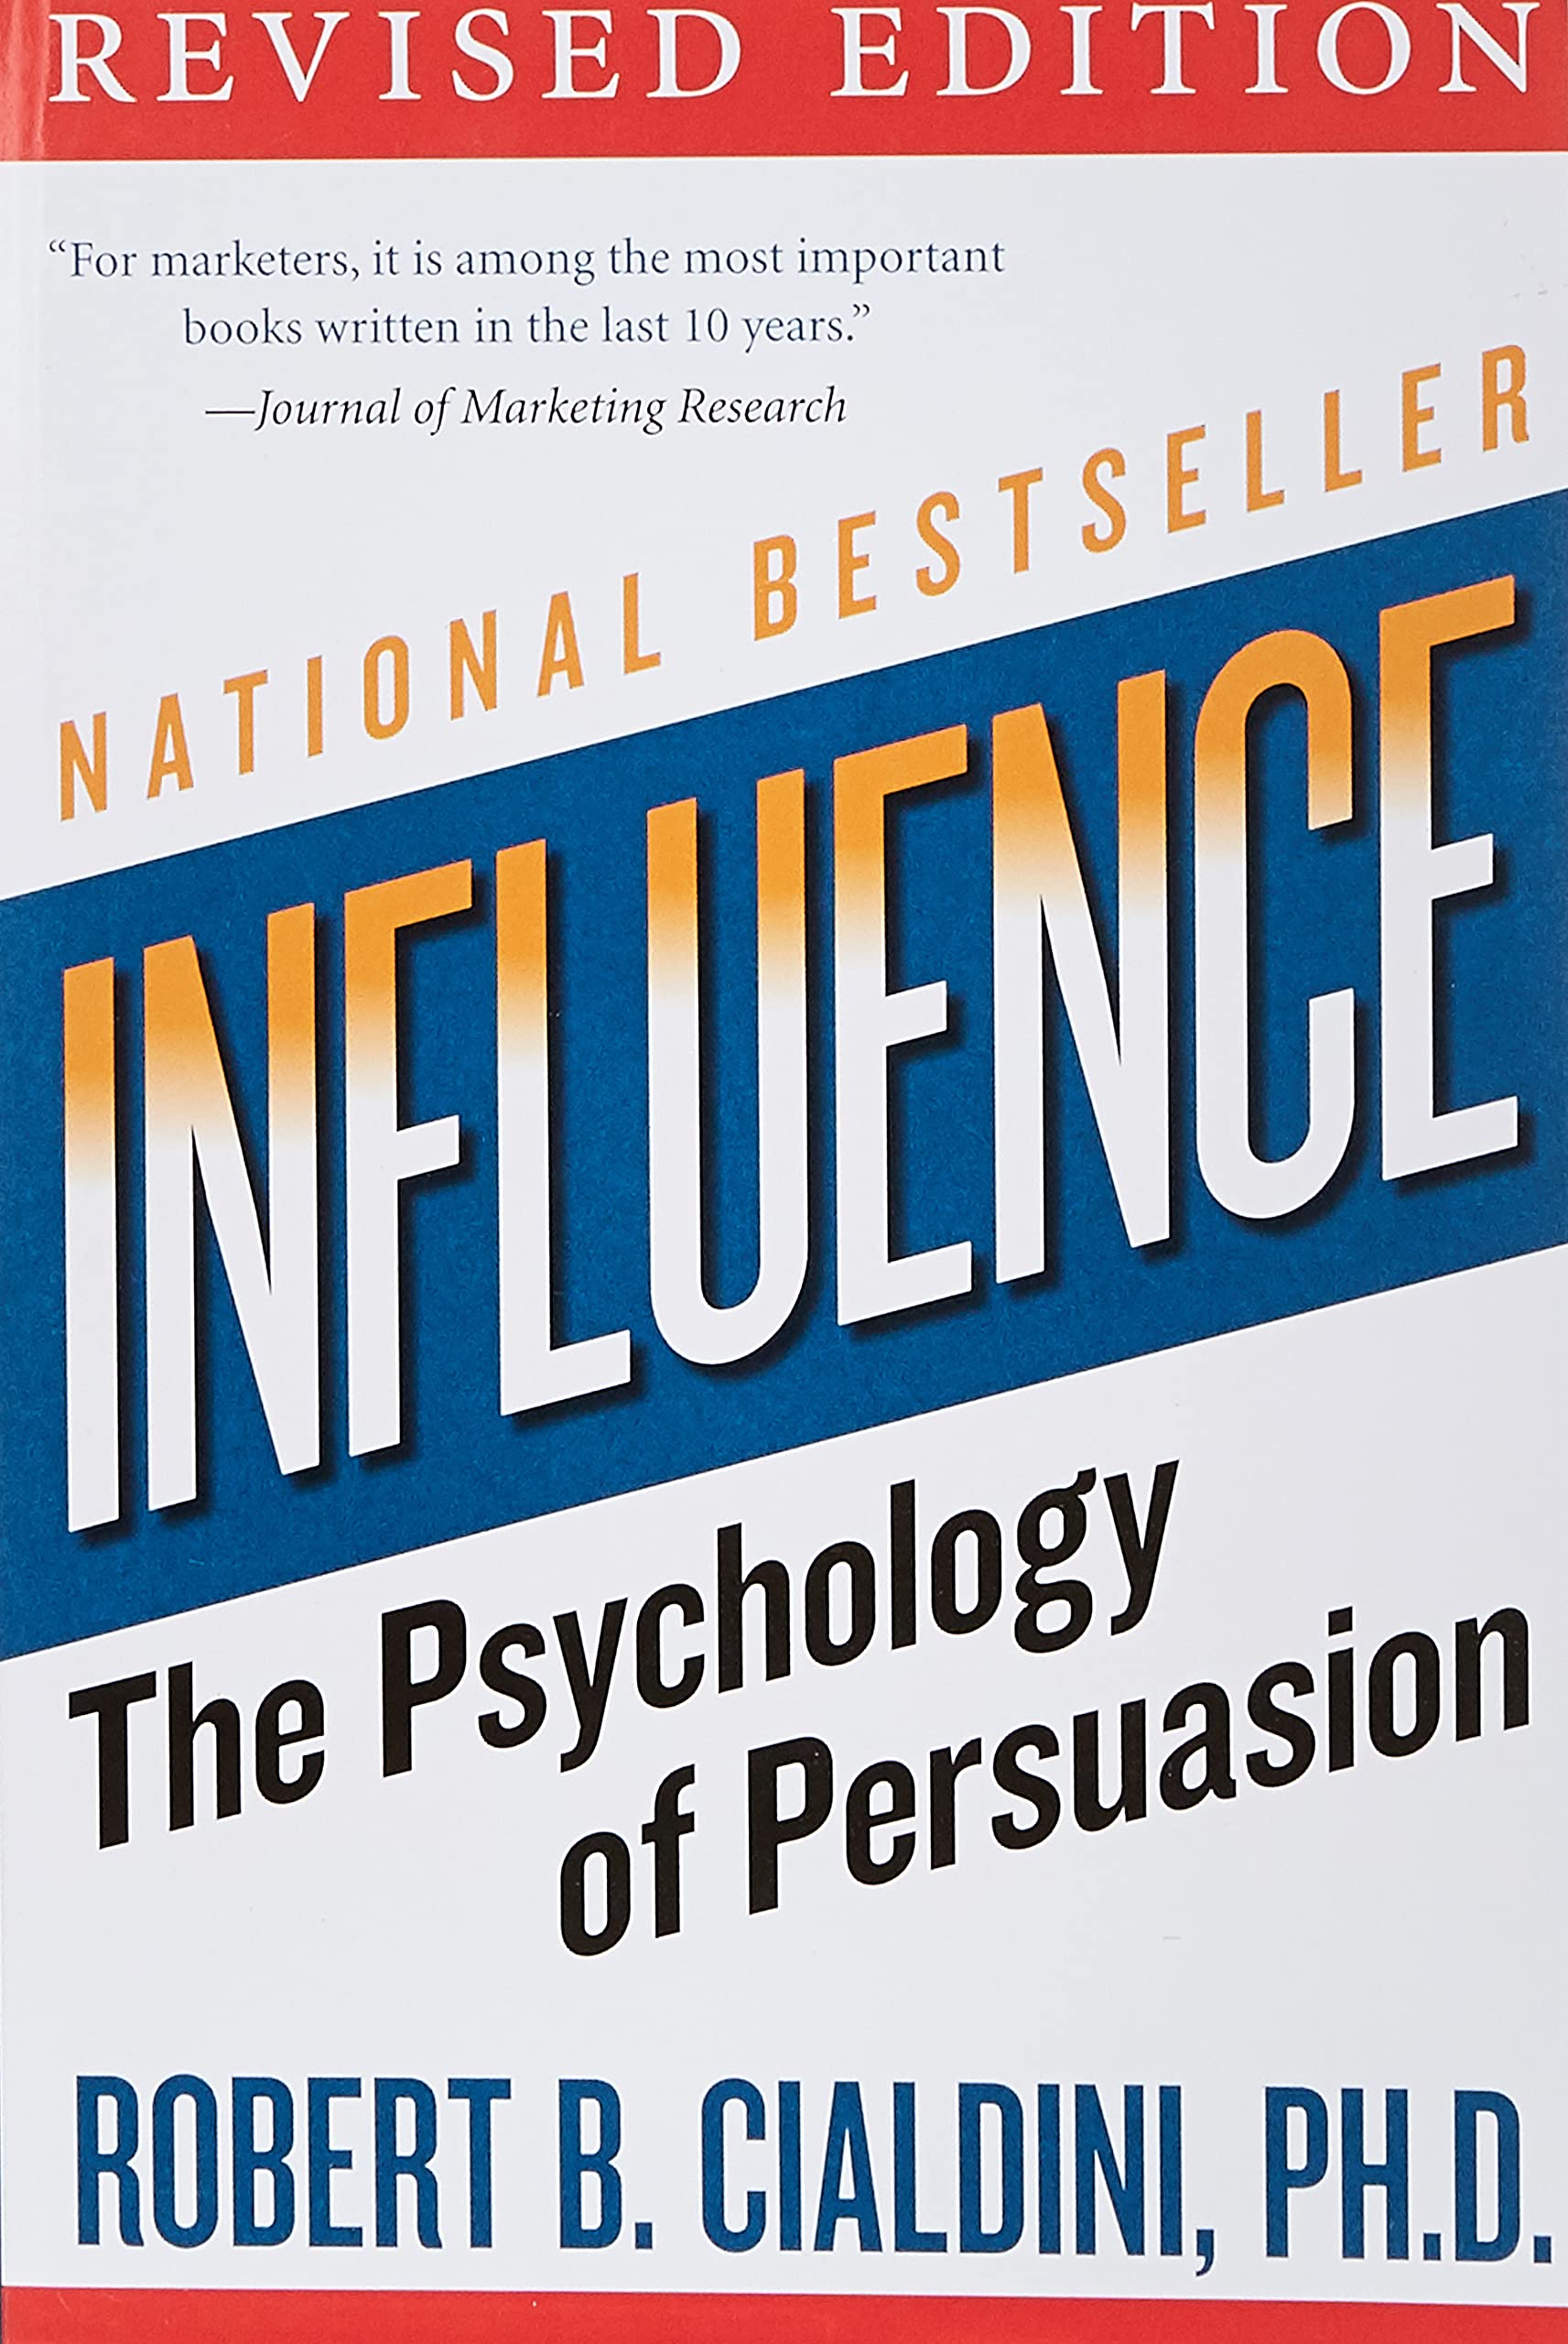 REVISED EDITION
“For marketers, it is among the most important
books written in the last 10 years.”
—Journal of Marketing Research
NATIONAL BESTSELLER
INFLUENCE
The Psychology
of Persuasion
ROBERT B. CIALDINI, PH.D.